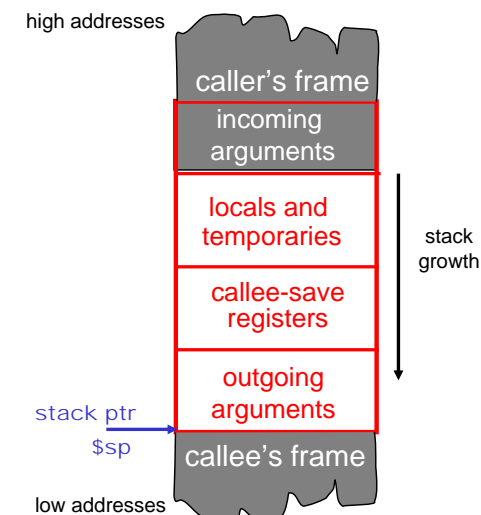 high addresses
caller's frame
incoming
arguments
locals and
temporaries
stack
growth
callee-save
registers
outgoing
arguments
stack ptr
$sp
callee's frame
low addresses